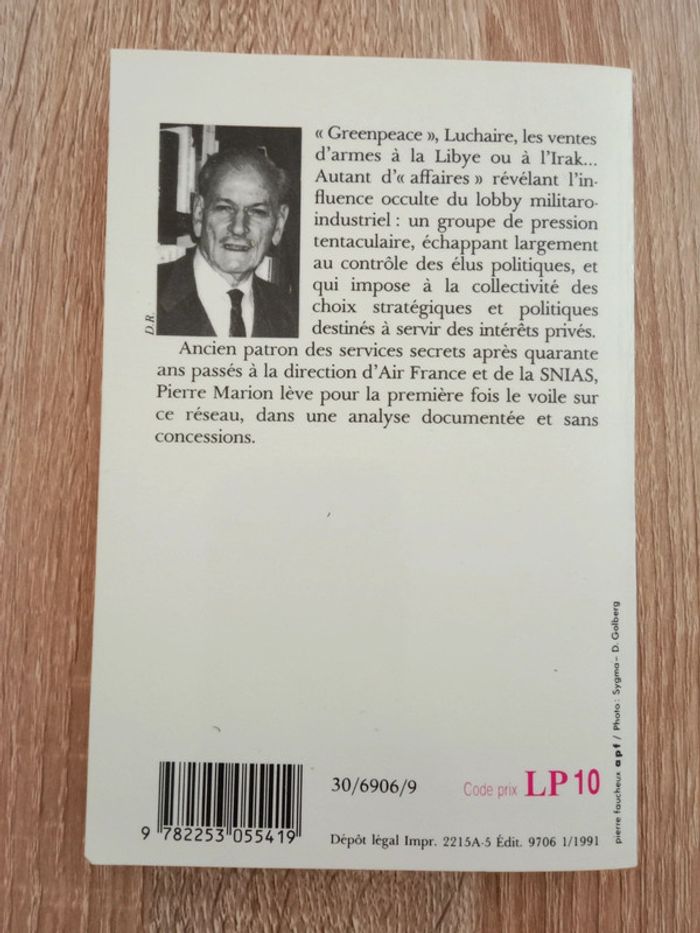 « Greenpeace », Luchaire, les ventes
d'armes à la Libye ou à l'Irak...
Autant d'« affaires » révélant l'in-
fluence occulte du lobby militaro-
industriel : un groupe de pression
tentaculaire, échappant largement
au contrôle des élus politiques, et
qui impose à la collectivité des
choix stratégiques et politiques
destinés à servir des intérêts privés.
D.R.
Ancien patron des services secrets après quarante
ans passés à la direction d'Air France et de la SNIAS,
Pierre Marion lève pour la première fois le voile sur
ce réseau, dans une analyse documentée et sans
concessions.
pierre faucheux apf / Photo : Sygma - D. Golberg
30/6906/9
Code prix LP 10
9 782253 055419
Dépôt légal Impr. 2215A-5 Édit. 9706 1/1991